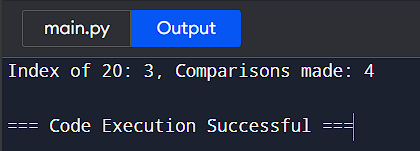 main.py Output
Index of 20: 3, Comparisons made: 4
=== Code Execution Successful ===